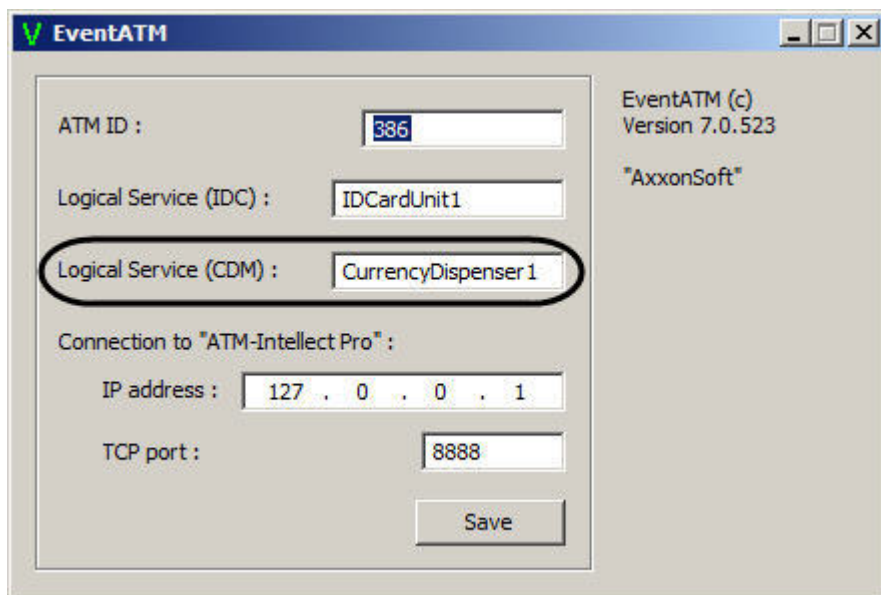 EventATM
ATM ID : 386
Logical Service (IDC) : IDCardUnit1
Logical Service (CDM) : CurrencyDispenser1
Connection to "ATM-Intellect Pro" :
IP address : 127 . 0 . 0 . 1
TCP port : 8888
Save
EventATM (c)
Version 7.0.523
"AxxonSoft"